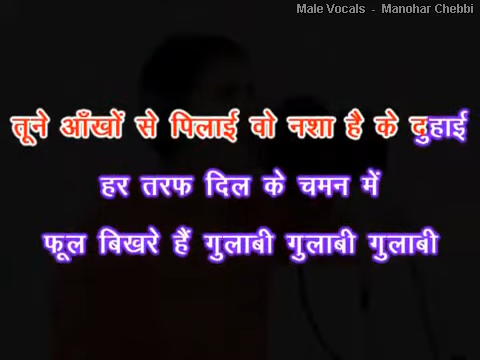 Male Vocals - Manohar Chebbi
तूने आँखों से पिलाई वो नशा है के दुहाई
हर तरफ दिल के चमन में
फूल बिखरे हैं गुलाबी गुलाबी गुलाबी